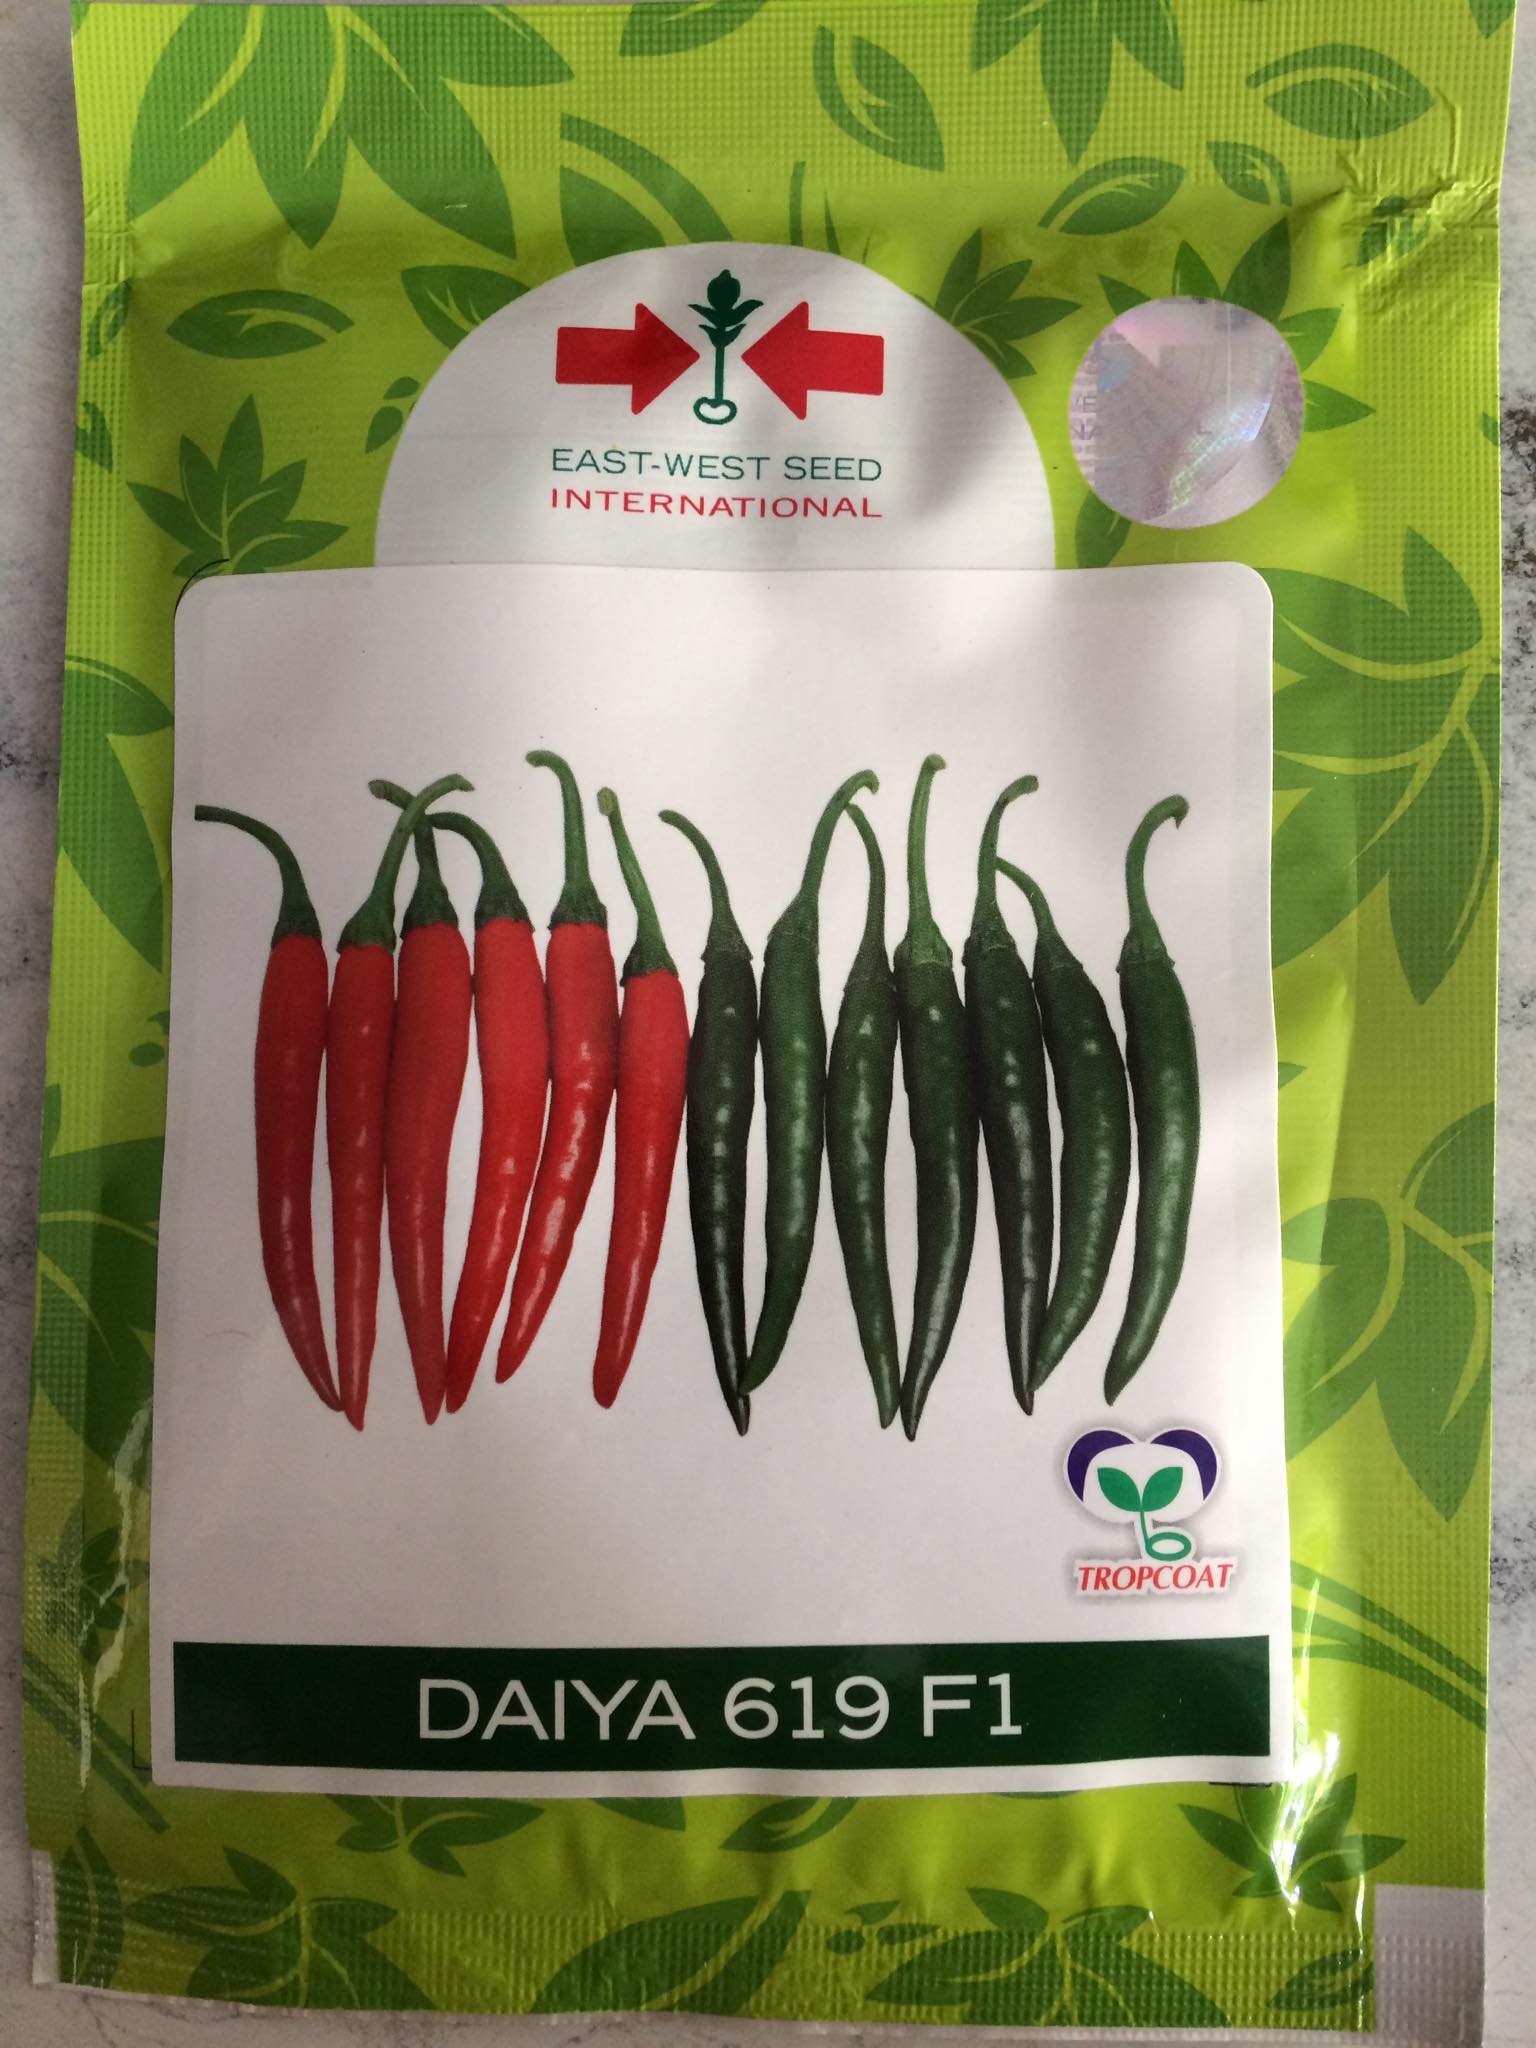 EAST-WEST SEED
INTERNATIONAL
TROPCOAT
DAIYA 619 F1